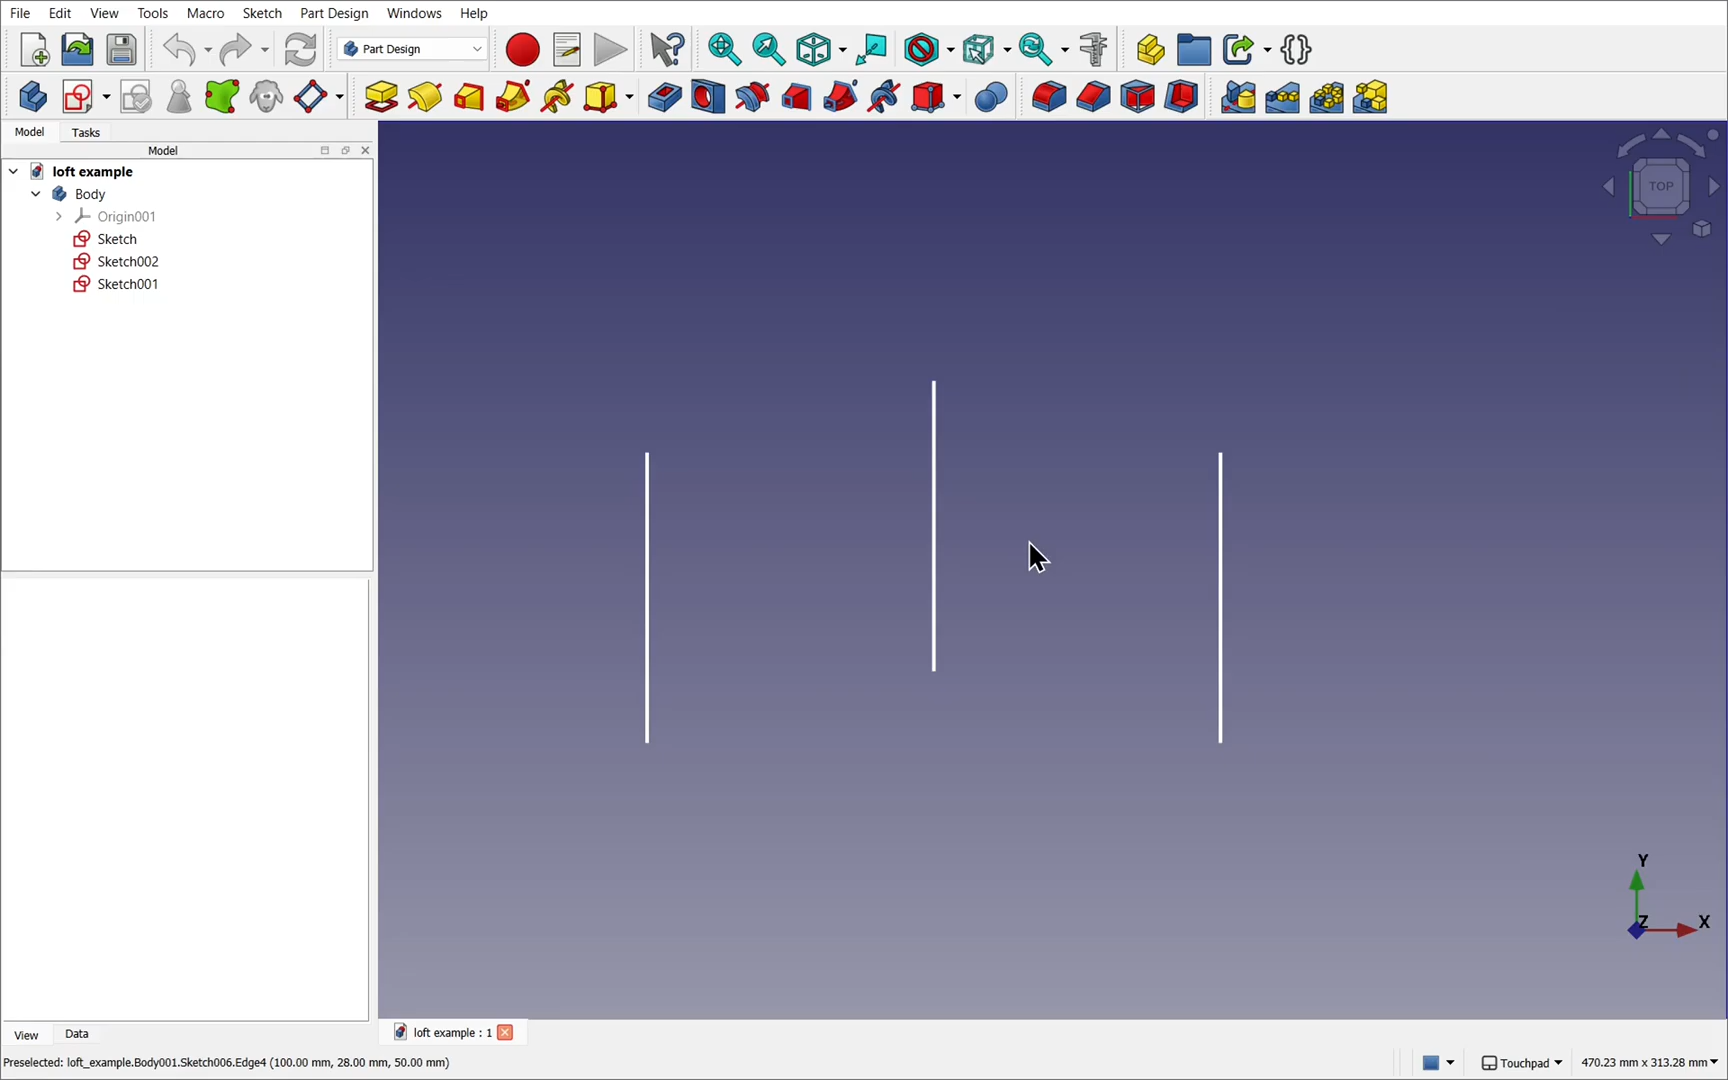 File Edit View Tools Macro Sketch Part Design Windows Help
Part Design
Model Tasks
Model
loft example
Body
Origin001
Sketch
Sketch002
Sketch001
TOP
Y
Z X
View Data
loft example : 1
Preselected: loft_example.Body001.Sketch006.Edge4 (100.00 mm, 28.00 mm, 50.00 mm)
Touchpad
470.23 mm x 313.28 mm